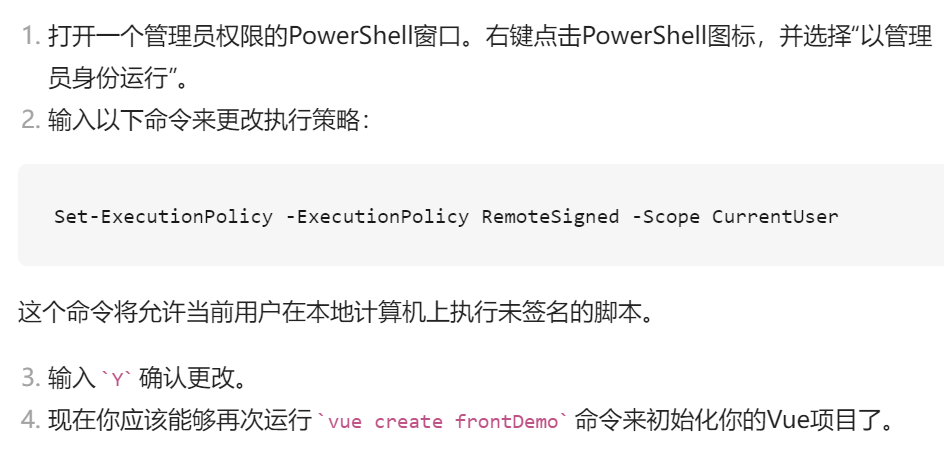 1. 打开一个管理员权限的PowerShell窗口。右键点击PowerShell图标，并选择“以管理
员身份运行”。
2. 输入以下命令来更改执行策略：
Set-ExecutionPolicy -ExecutionPolicy RemoteSigned -Scope CurrentUser
这个命令将允许当前用户在本地计算机上执行未签名的脚本。
3. 输入 `Y` 确认更改。
4. 现在你应该能够再次运行 `vue create frontDemo` 命令来初始化你的Vue项目了。